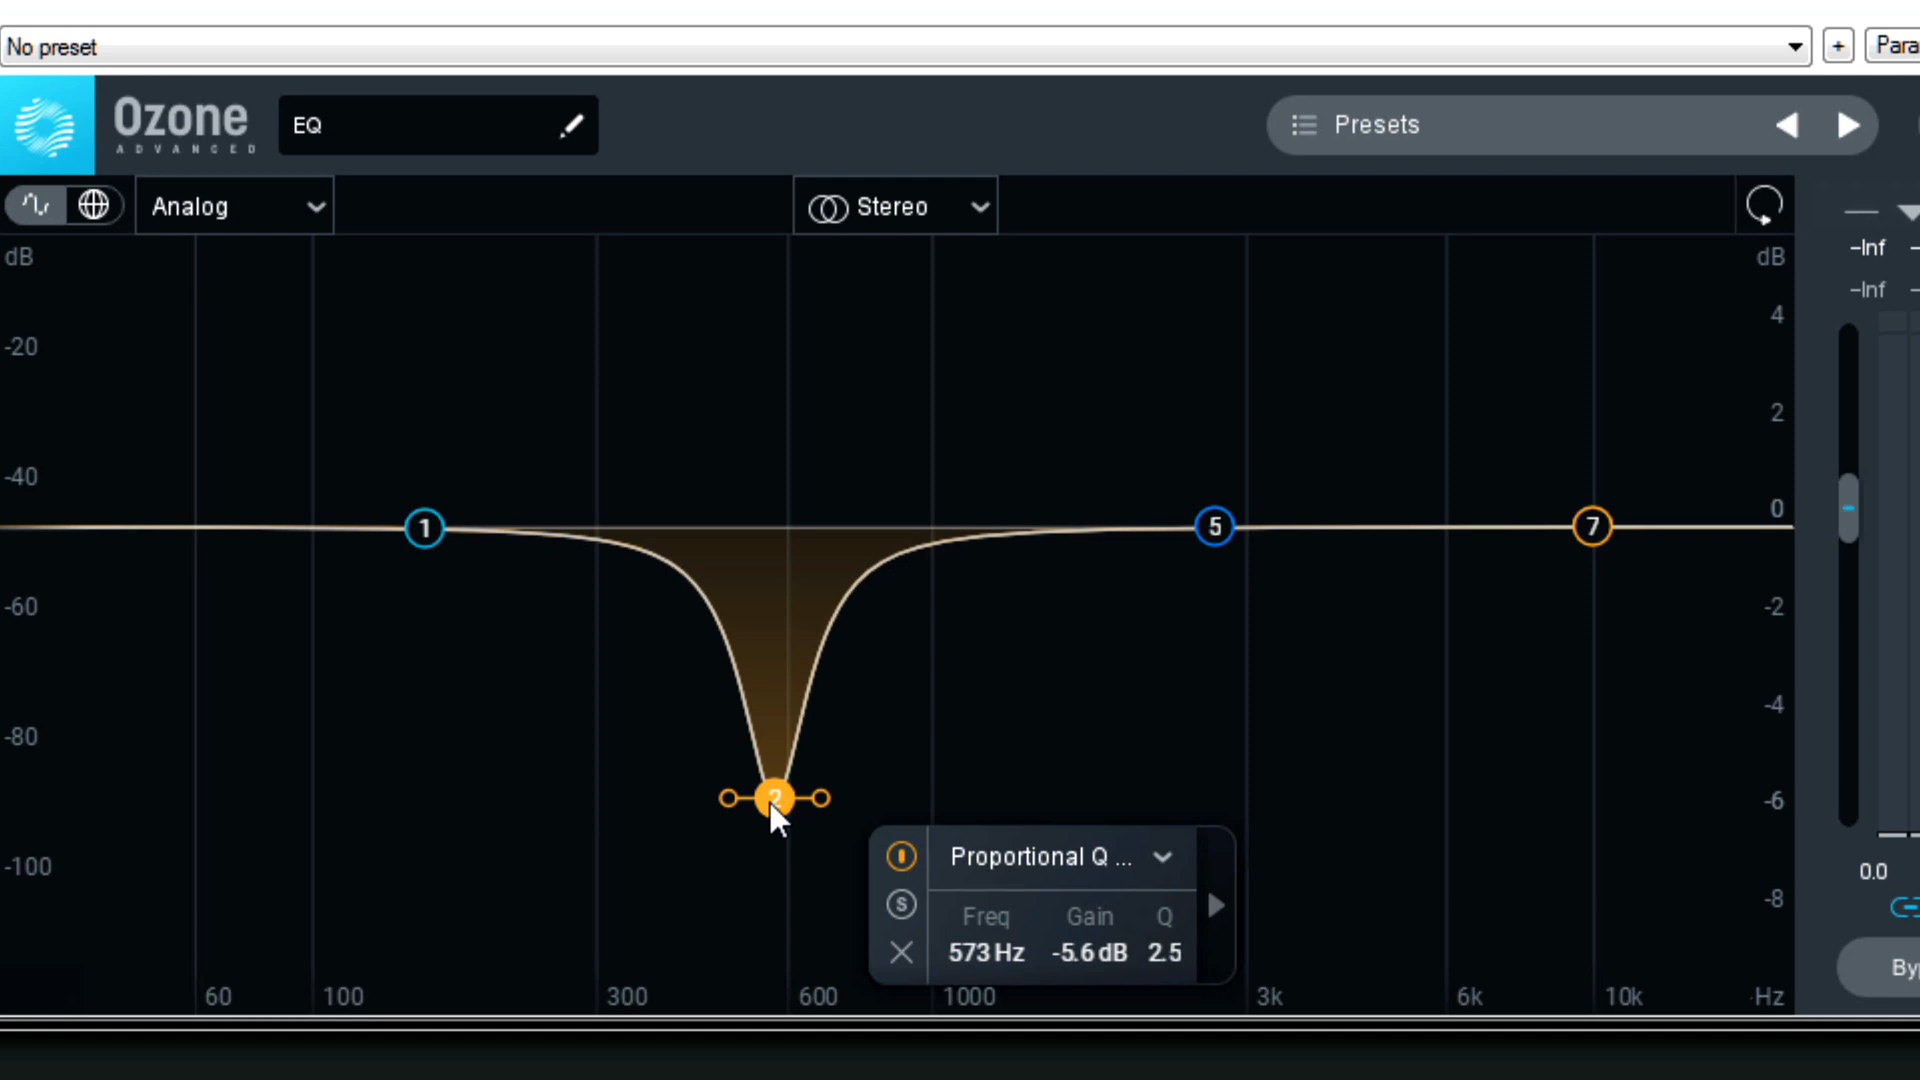 No preset
+
Para
Ozone
ADVANCED
EQ
Presets
Analog
Stereo
dB
dB
-Inf
-Inf
4
-20
2
-40
0
1
5
7
-60
-2
-4
-80
2
-6
Proportional Q ...
-100
0.0
S
-8
Freq Gain Q
573 Hz -5.6 dB 2.5
By
60
100
300
600
1000
3k
6k
10k
Hz